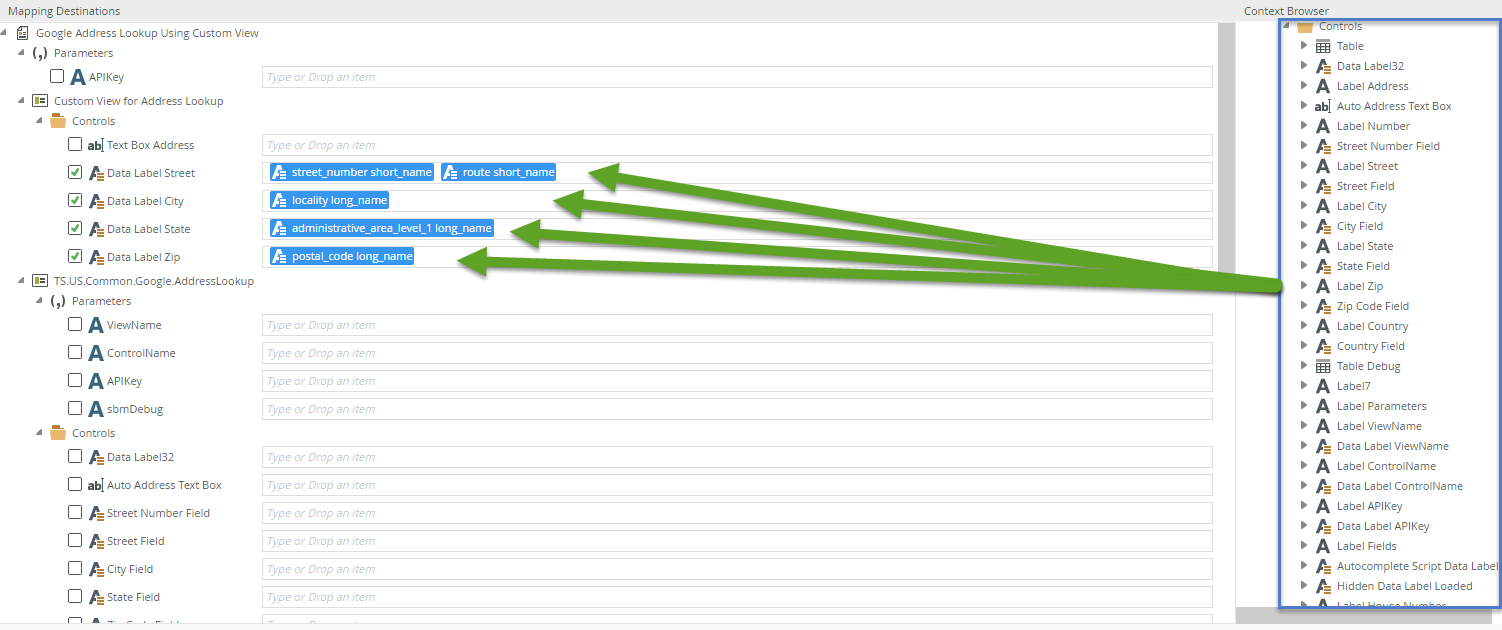 Mapping Destinations
Google Address Lookup Using Custom View
(,) Parameters
APIKey Type or Drop an item
Custom View for Address Lookup
Controls
ab Text Box Address Type or Drop an item
Data Label Street street_number short_name route short_name
Data Label City locality long_name
Data Label State administrative_area_level_1 long_name
Data Label Zip postal_code long_name
TS.US.Common.Google.AddressLookup
(,) Parameters
ViewName Type or Drop an item
ControlName Type or Drop an item
APIKey Type or Drop an item
sbmDebug Type or Drop an item
Controls
Data Label32 Type or Drop an item
ab Auto Address Text Box Type or Drop an item
Street Number Field Type or Drop an item
Street Field Type or Drop an item
City Field Type or Drop an item
State Field Type or Drop an item
Context Browser
Controls
Table
Data Label32
Label Address
ab Auto Address Text Box
Label Number
Street Number Field
Label Street
Street Field
Label City
City Field
Label State
State Field
Label Zip
Zip Code Field
Label Country
Country Field
Table Debug
Label7
Label Parameters
Label ViewName
Data Label ViewName
Label ControlName
Data Label ControlName
Label APIKey
Data Label APIKey
Label Fields
Autocomplete Script Data Label
Hidden Data Label Loaded
Label House Number